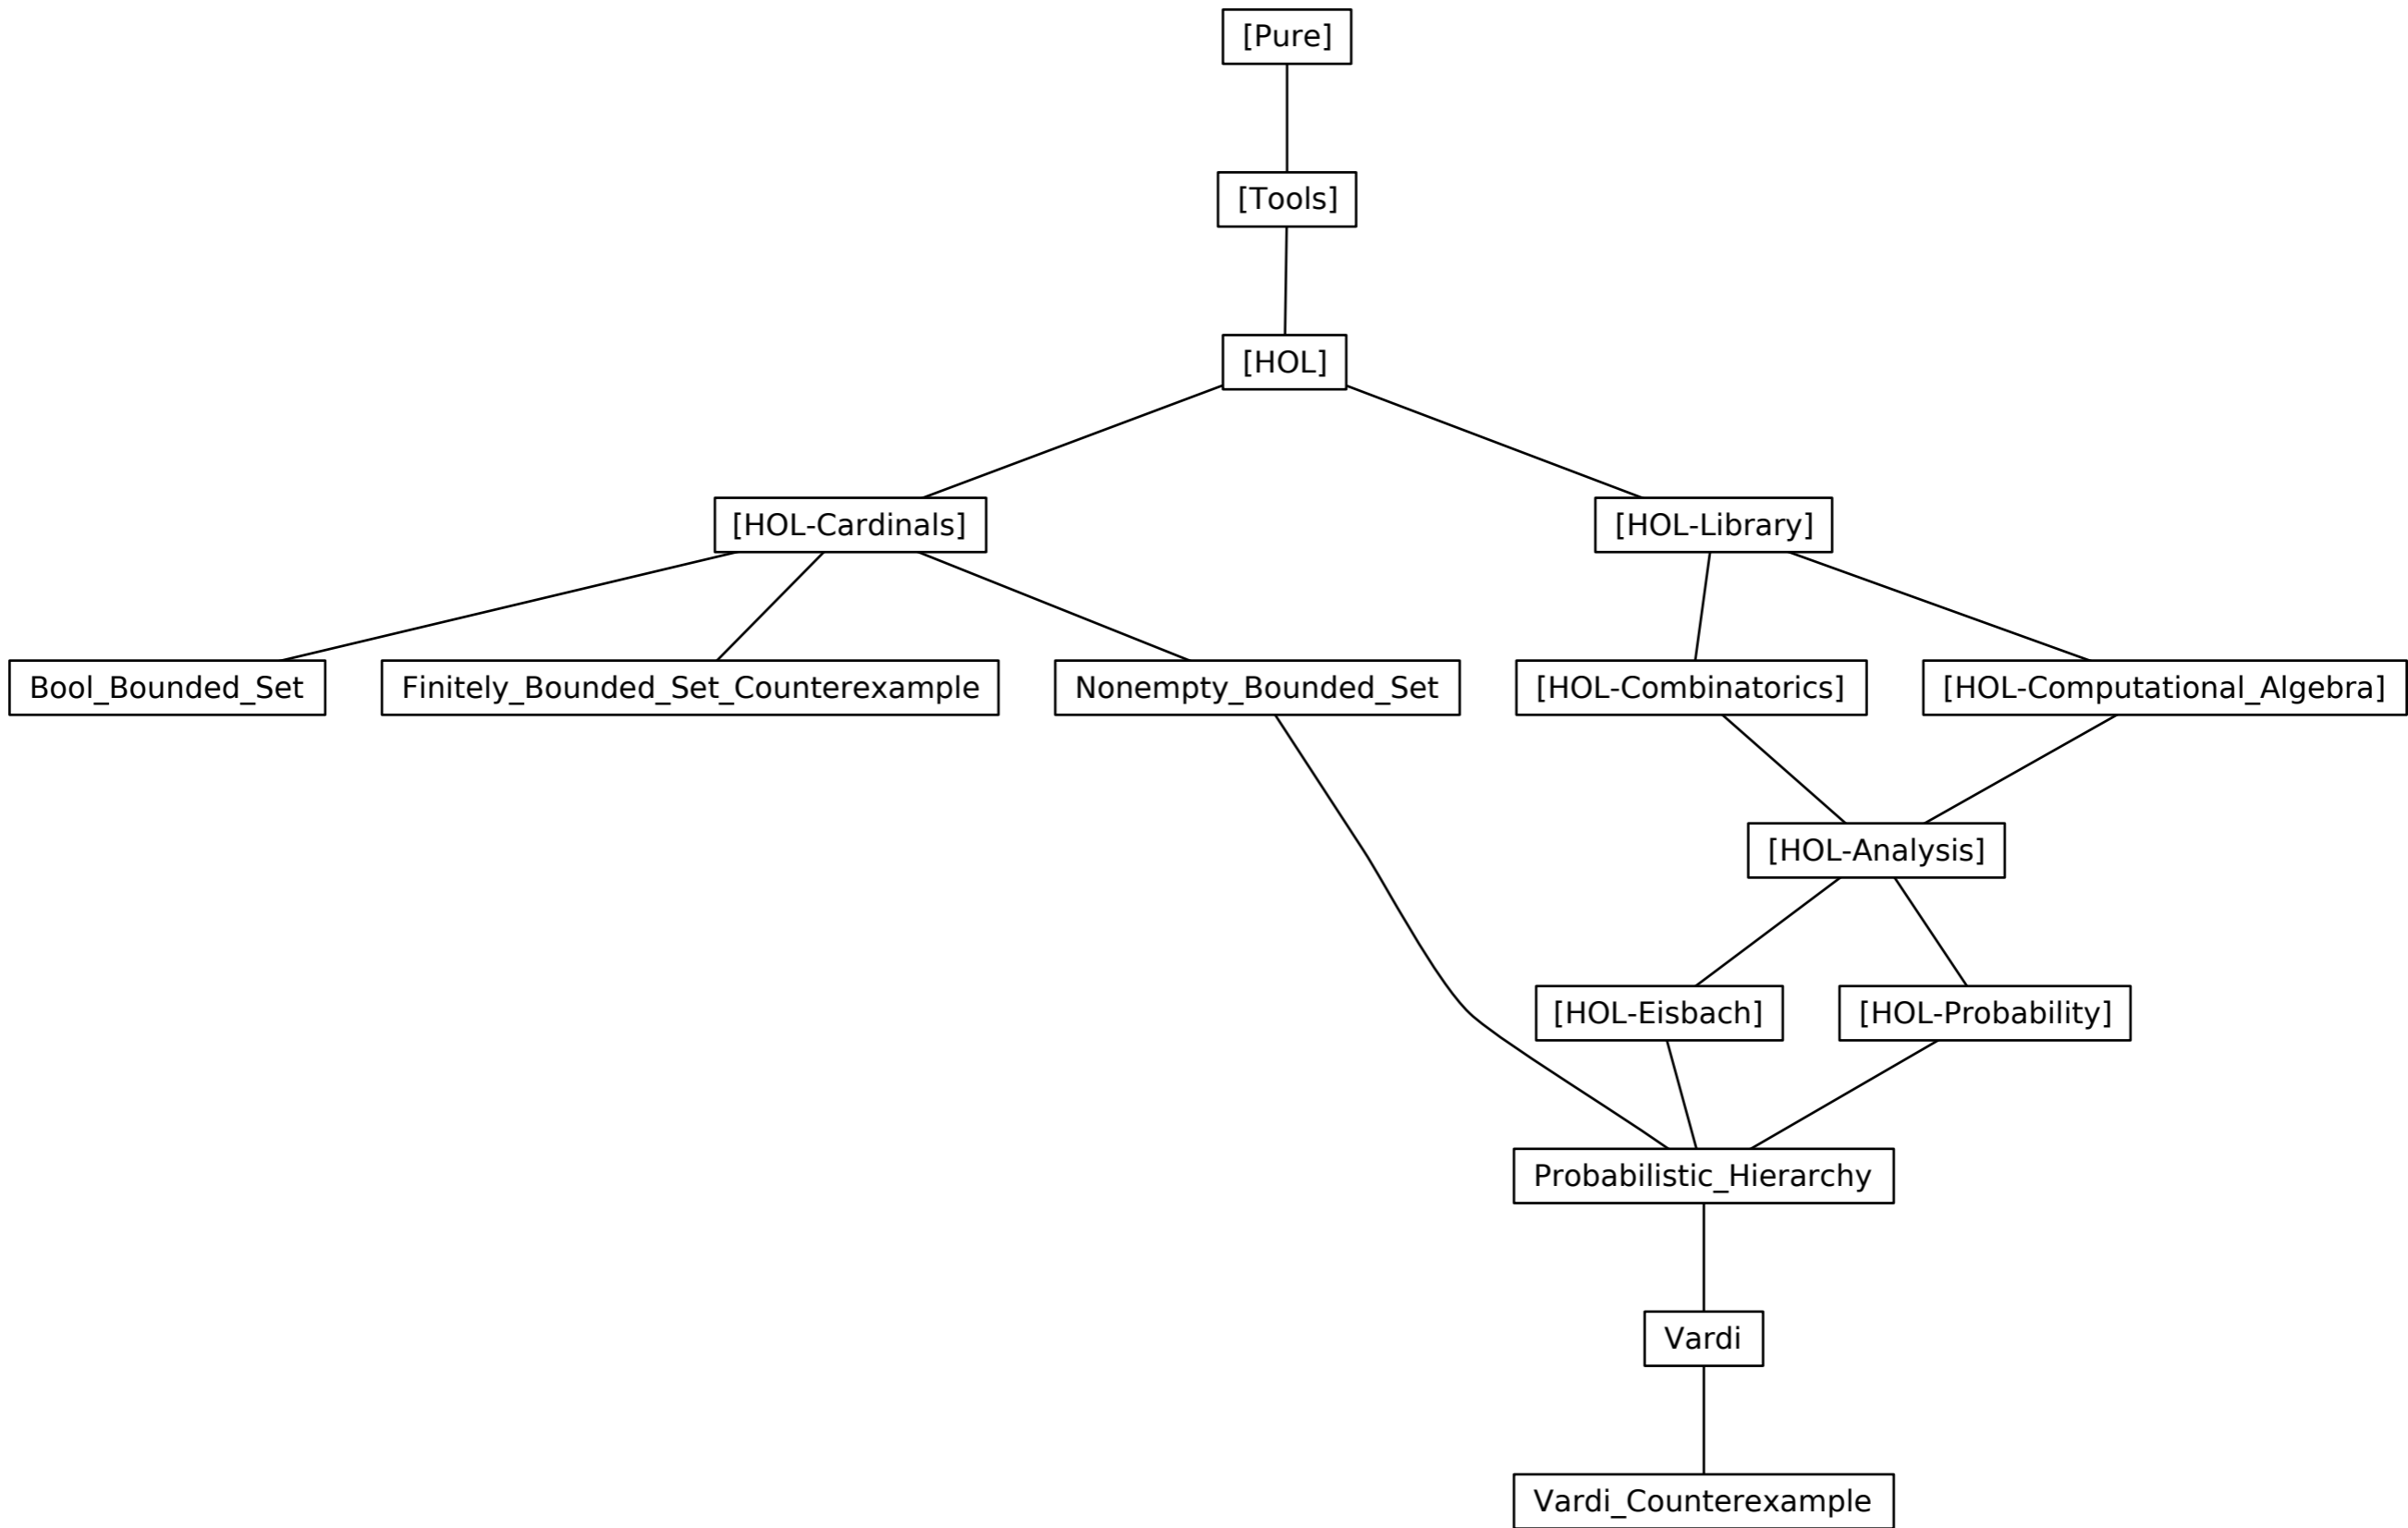 [Pure]
[Tools]
[HOL]
[HOL-Cardinals]
[HOL-Library]
Bool_Bounded_Set
Finitely_Bounded_Set_Counterexample
Nonempty_Bounded_Set
[HOL-Combinatorics]
[HOL-Computational_Algebra]
[HOL-Analysis]
[HOL-Eisbach]
[HOL-Probability]
Probabilistic_Hierarchy
Vardi
Vardi_Counterexample